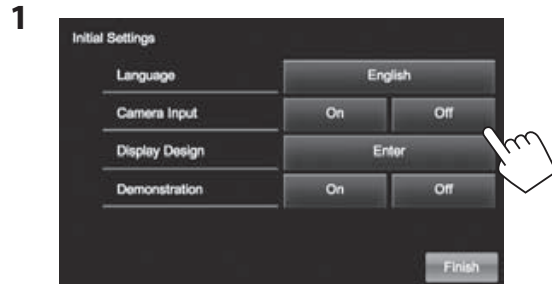 1
Initial Settings
Language English
Camera Input On Off
Display Design Enter
Demonstration On Off
Finish